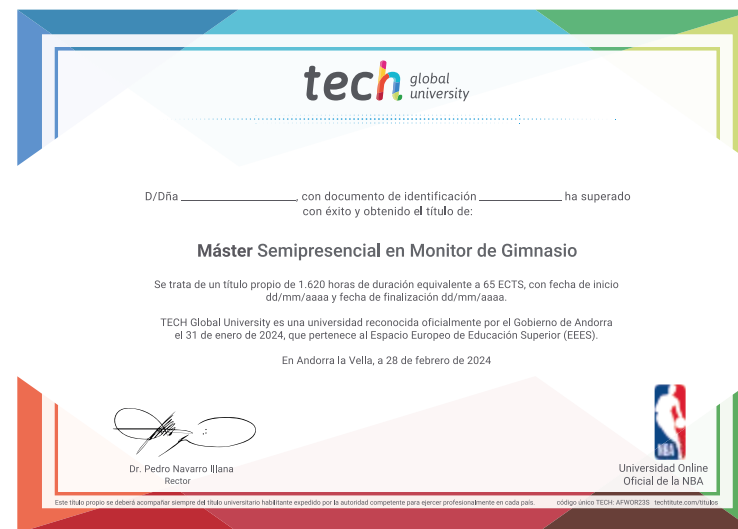 tech global university
D/Dña ____________________, con documento de identificación ______________ ha superado
con éxito y obtenido el título de:
Máster Semipresencial en Monitor de Gimnasio
Se trata de un título propio de 1.620 horas de duración equivalente a 65 ECTS, con fecha de inicio
dd/mm/aaaa y fecha de finalización dd/mm/aaaa.
TECH Global University es una universidad reconocida oficialmente por el Gobierno de Andorra
el 31 de enero de 2024, que pertenece al Espacio Europeo de Educación Superior (EEES).
En Andorra la Vella, a 28 de febrero de 2024
Dr. Pedro Navarro Illana
Rector
NBA
Universidad Online
Oficial de la NBA
Este título propio se deberá acompañar siempre del título universitario habilitante expedido por la autoridad competente para ejercer profesionalmente en cada país. código único TECH: AFWOR23S techtitute.com/titulos